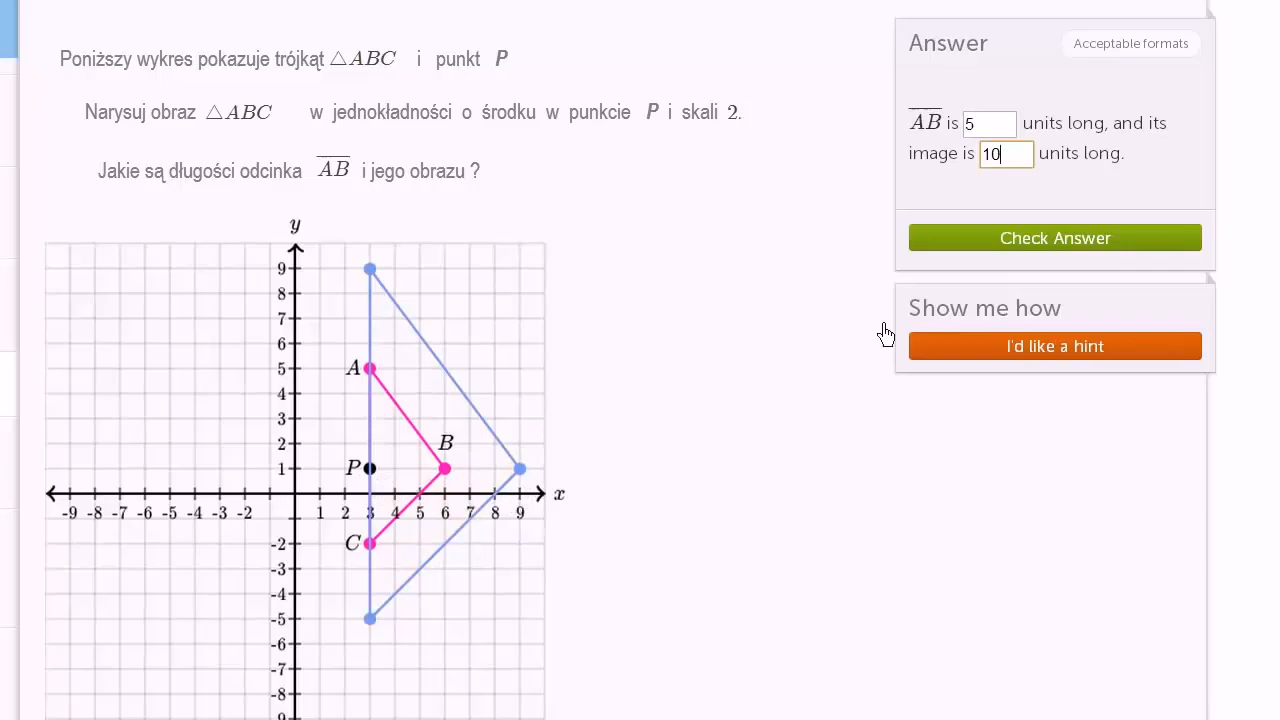 Poniższy wykres pokazuje trójkąt △ABC i punkt P
Narysuj obraz △ABC w jednokładności o środku w punkcie P i skali 2.
Jakie są długości odcinka AB i jego obrazu ?
Answer
Acceptable formats
AB is 5 units long, and its
image is 10 units long.
Check Answer
Show me how
I'd like a hint
y
9
8
7
6
A 5
4
3
2
B
P 1
x
-9 -8 -7 -6 -5 -4 -3 -2 1 2 3 4 5 6 7 8 9
C -2
-3
-4
-5
-6
-7
-8